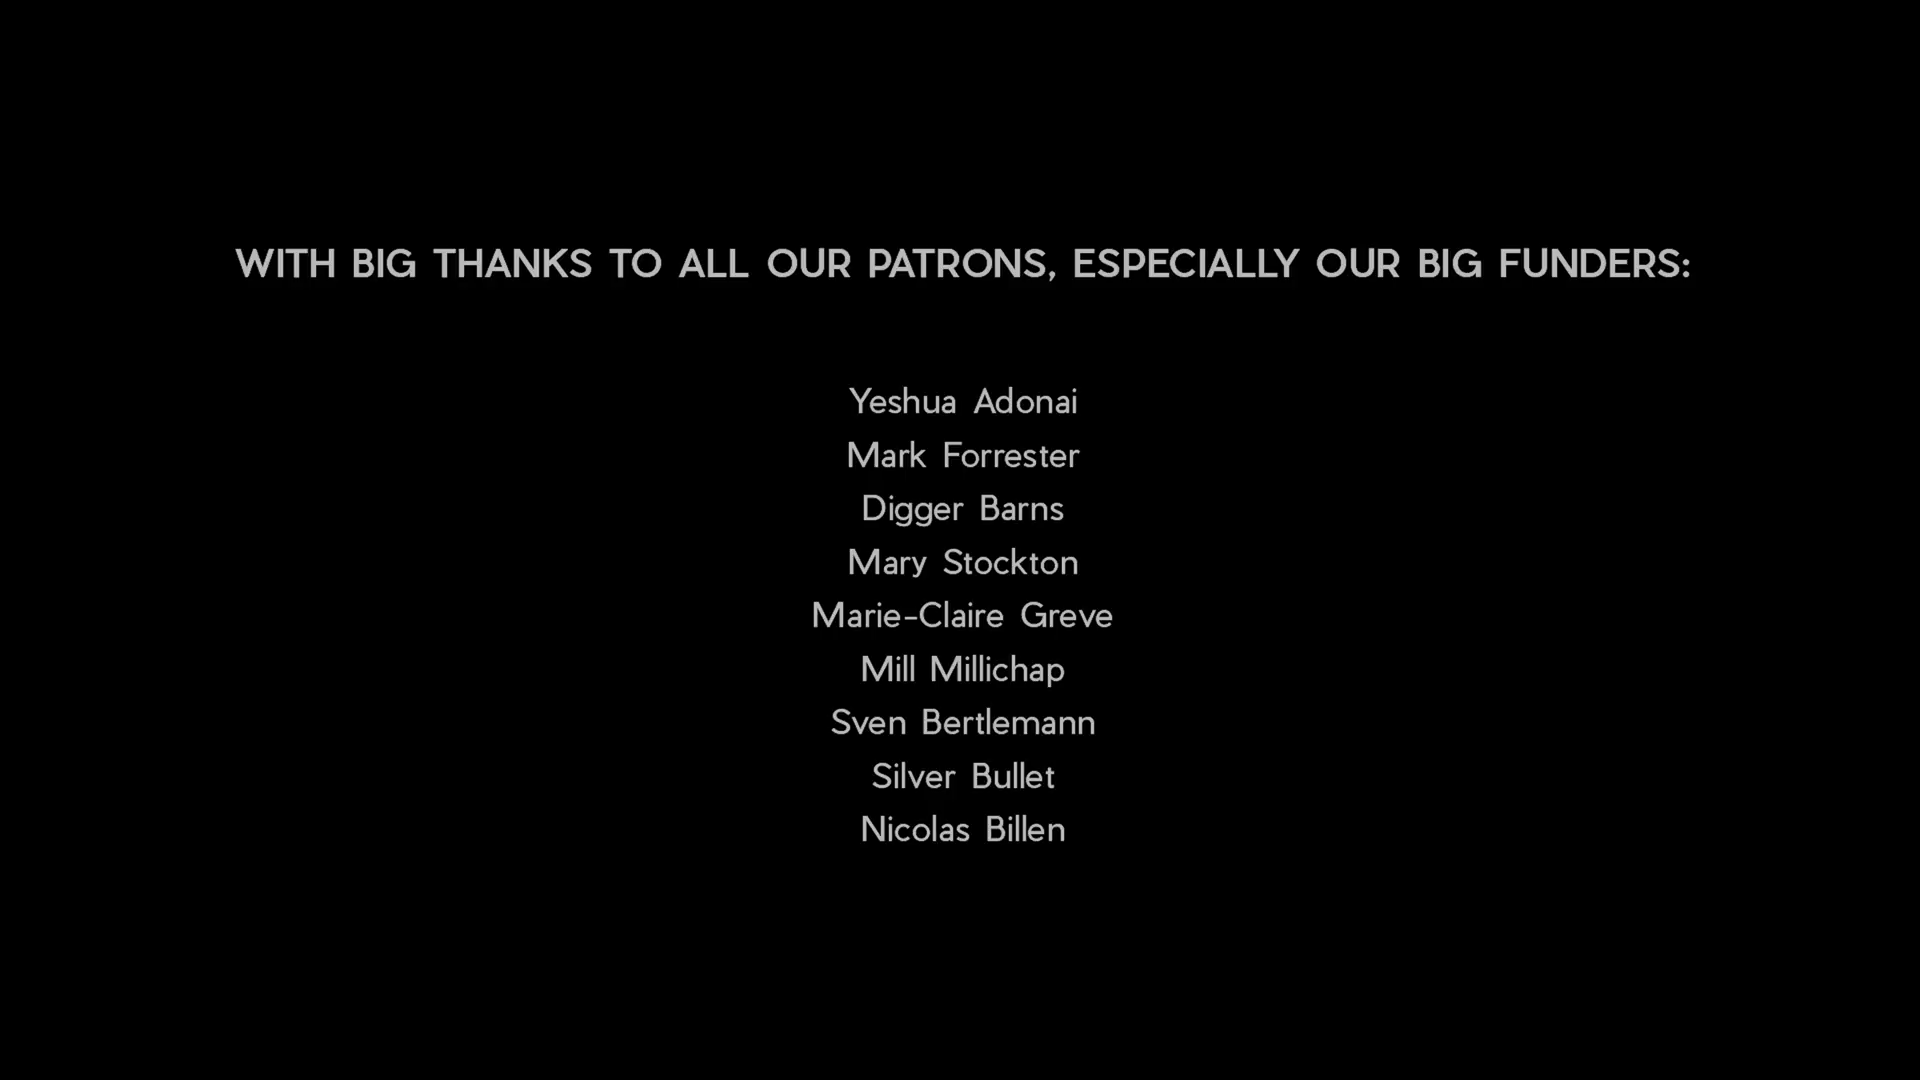 WITH BIG THANKS TO ALL OUR PATRONS, ESPECIALLY OUR BIG FUNDERS:
Yeshua Adonai
Mark Forrester
Digger Barns
Mary Stockton
Marie-Claire Greve
Mill Millichap
Sven Bertlemann
Silver Bullet
Nicolas Billen